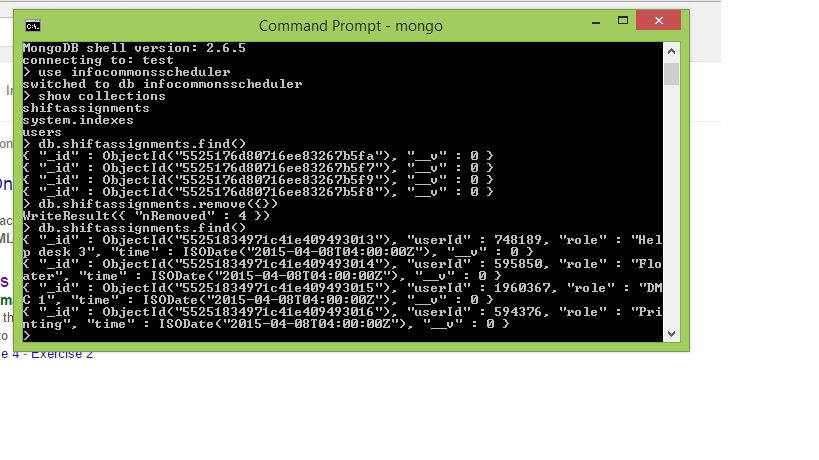 Command Prompt - mongo
MongoDB shell version: 2.6.5
connecting to: test
> use infocommonsscheduler
switched to db infocommonsscheduler
> show collections
shiftassignments
system.indexes
users
> db.shiftassignments.find()
{ "_id" : ObjectId("5525176d80716ee83267b5fa"), "__v" : 0 }
{ "_id" : ObjectId("5525176d80716ee83267b5f7"), "__v" : 0 }
{ "_id" : ObjectId("5525176d80716ee83267b5f9"), "__v" : 0 }
{ "_id" : ObjectId("5525176d80716ee83267b5f8"), "__v" : 0 }
> db.shiftassignments.remove({})
WriteResult({ "nRemoved" : 4 })
> db.shiftassignments.find()
{ "_id" : ObjectId("55251834971c41e409493013"), "userId" : 748189, "role" : "Hel
p desk 3", "time" : ISODate("2015-04-08T04:00:00Z"), "__v" : 0 }
{ "_id" : ObjectId("55251834971c41e409493014"), "userId" : 595850, "role" : "Flo
ater", "time" : ISODate("2015-04-08T04:00:00Z"), "__v" : 0 }
{ "_id" : ObjectId("55251834971c41e409493015"), "userId" : 1960367, "role" : "DM
C 1", "time" : ISODate("2015-04-08T04:00:00Z"), "__v" : 0 }
{ "_id" : ObjectId("55251834971c41e409493016"), "userId" : 594376, "role" : "Pri
nting", "time" : ISODate("2015-04-08T04:00:00Z"), "__v" : 0 }
>
e 4 - Exercise 2